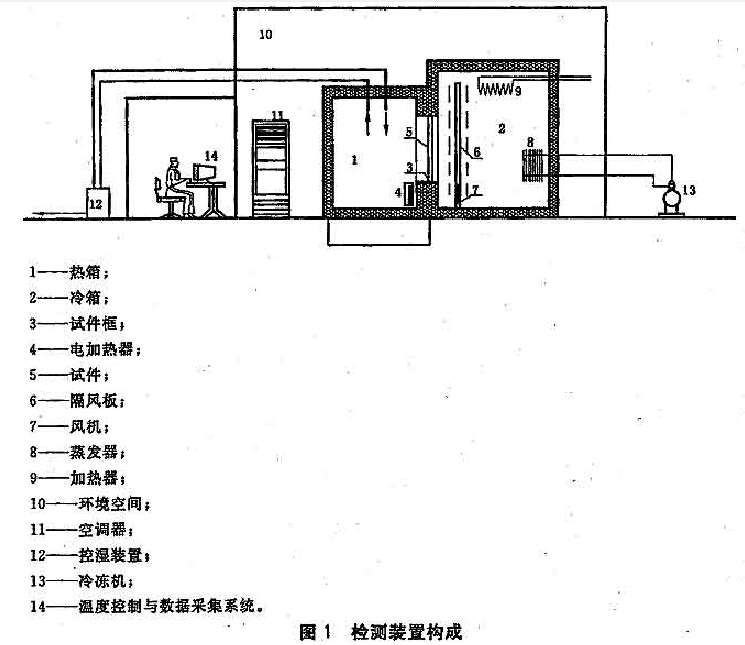 10
11
14
12
1
5
3
4
6
7
2
9
8
13
1——热箱；
2——冷箱；
3——试件框；
4——电加热器；
5——试件；
6——隔风板；
7——风机；
8——蒸发器；
9——加热器；
10——环境空间；
11——空调器；
12——控湿装置；
13——冷冻机；
14——温度控制与数据采集系统。
图1 检测装置构成